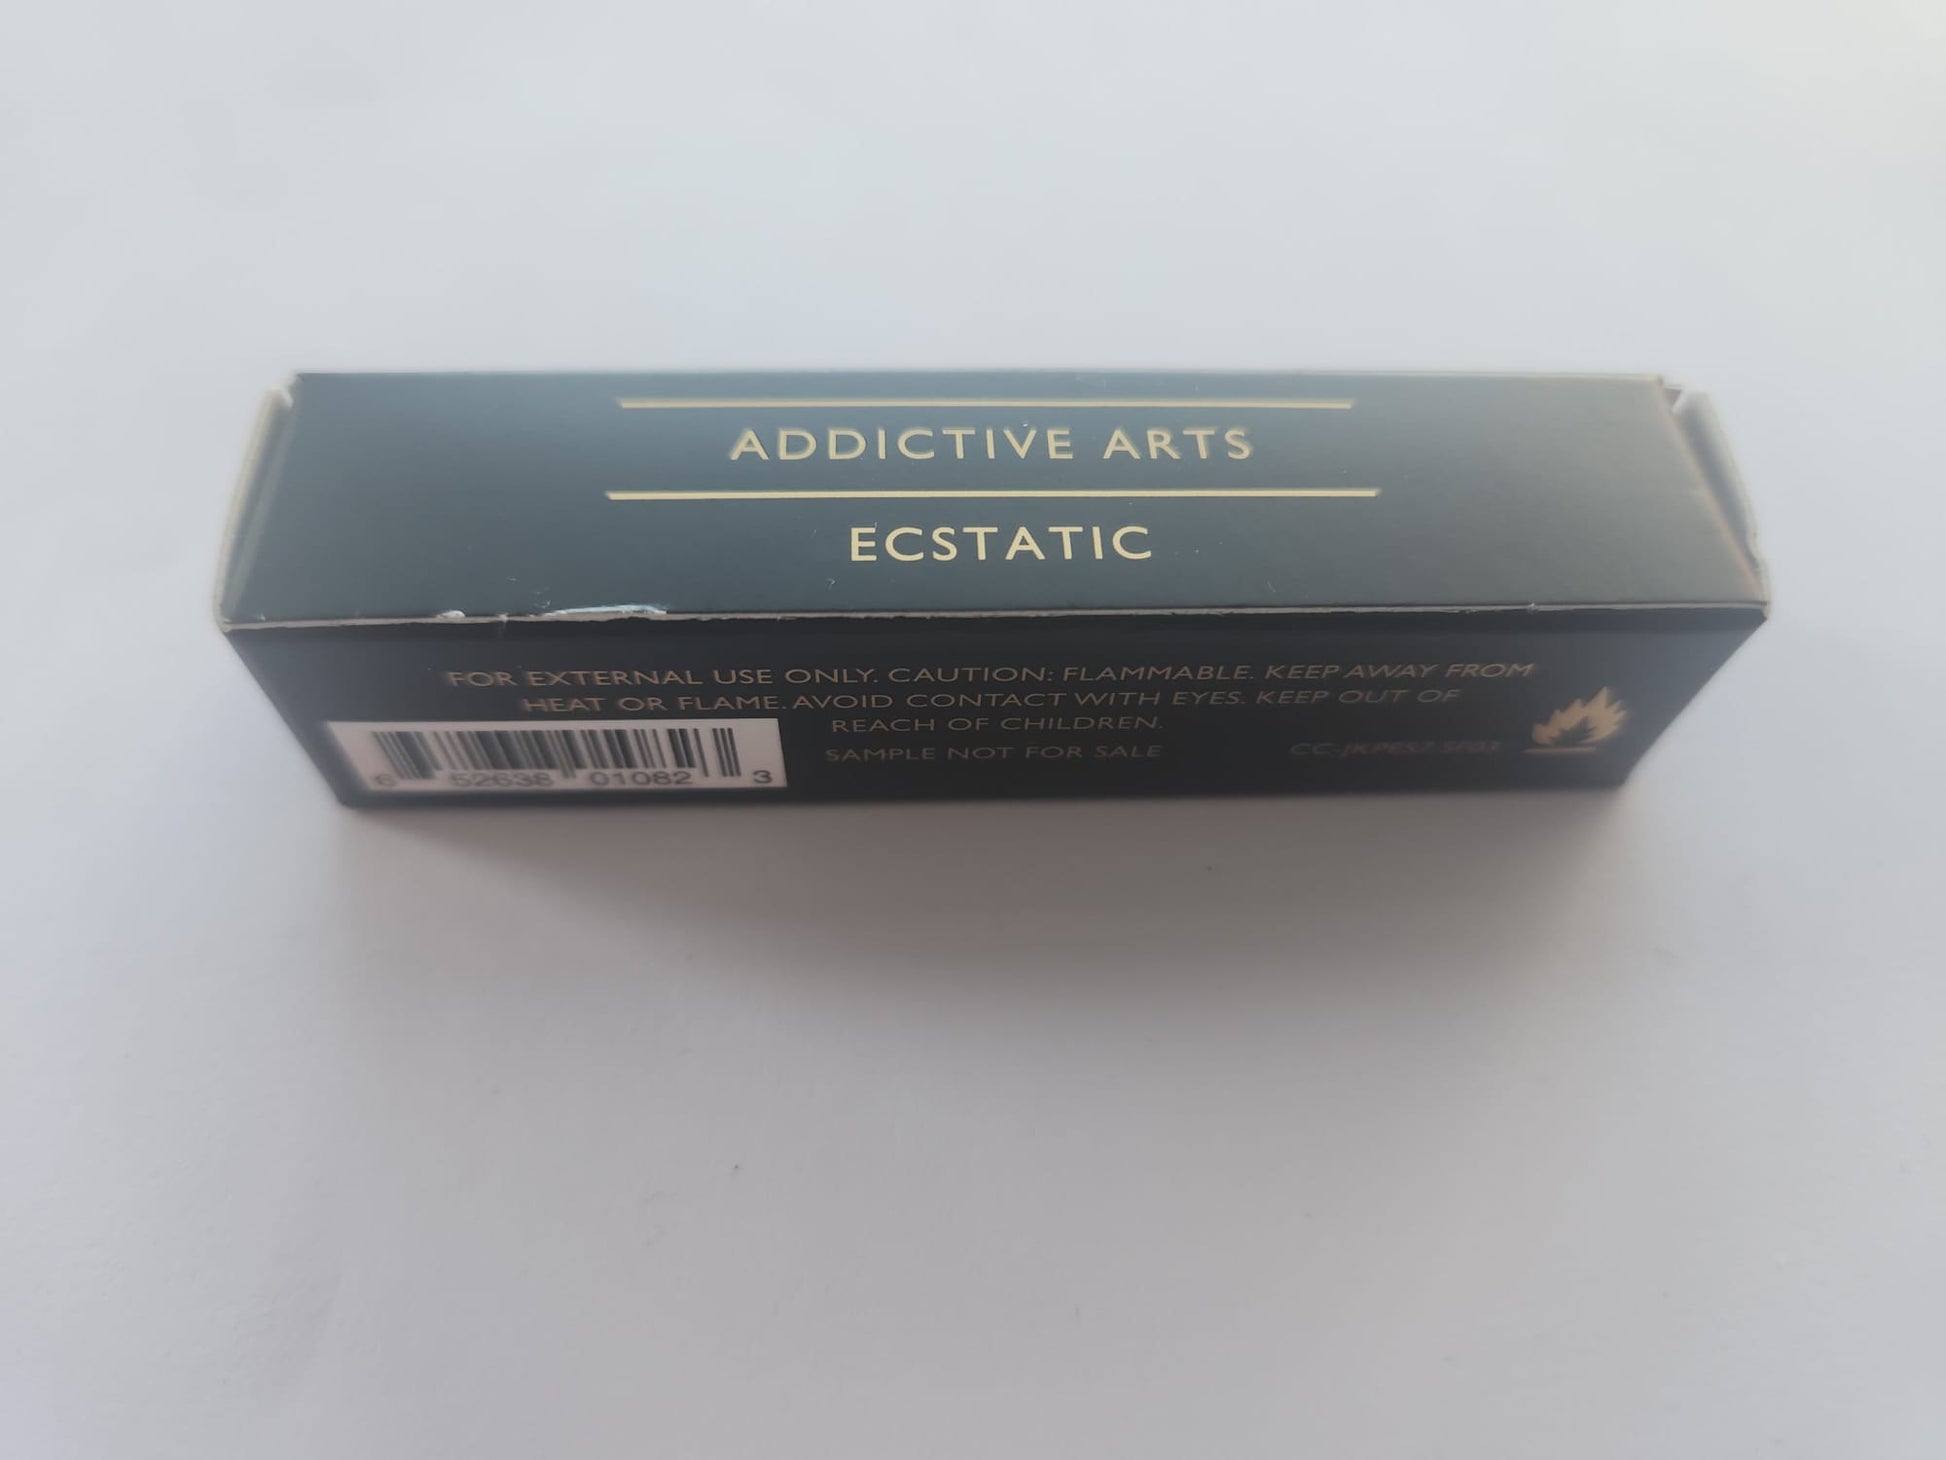 ADDICTIVE ARTS
ECSTATIC
FOR EXTERNAL USE ONLY. CAUTION: FLAMMABLE. KEEP AWAY FROM
HEAT OR FLAME. AVOID CONTACT WITH EYES. KEEP OUT OF
REACH OF CHILDREN.
SAMPLE NOT FOR SALE
6 52638 01082 3